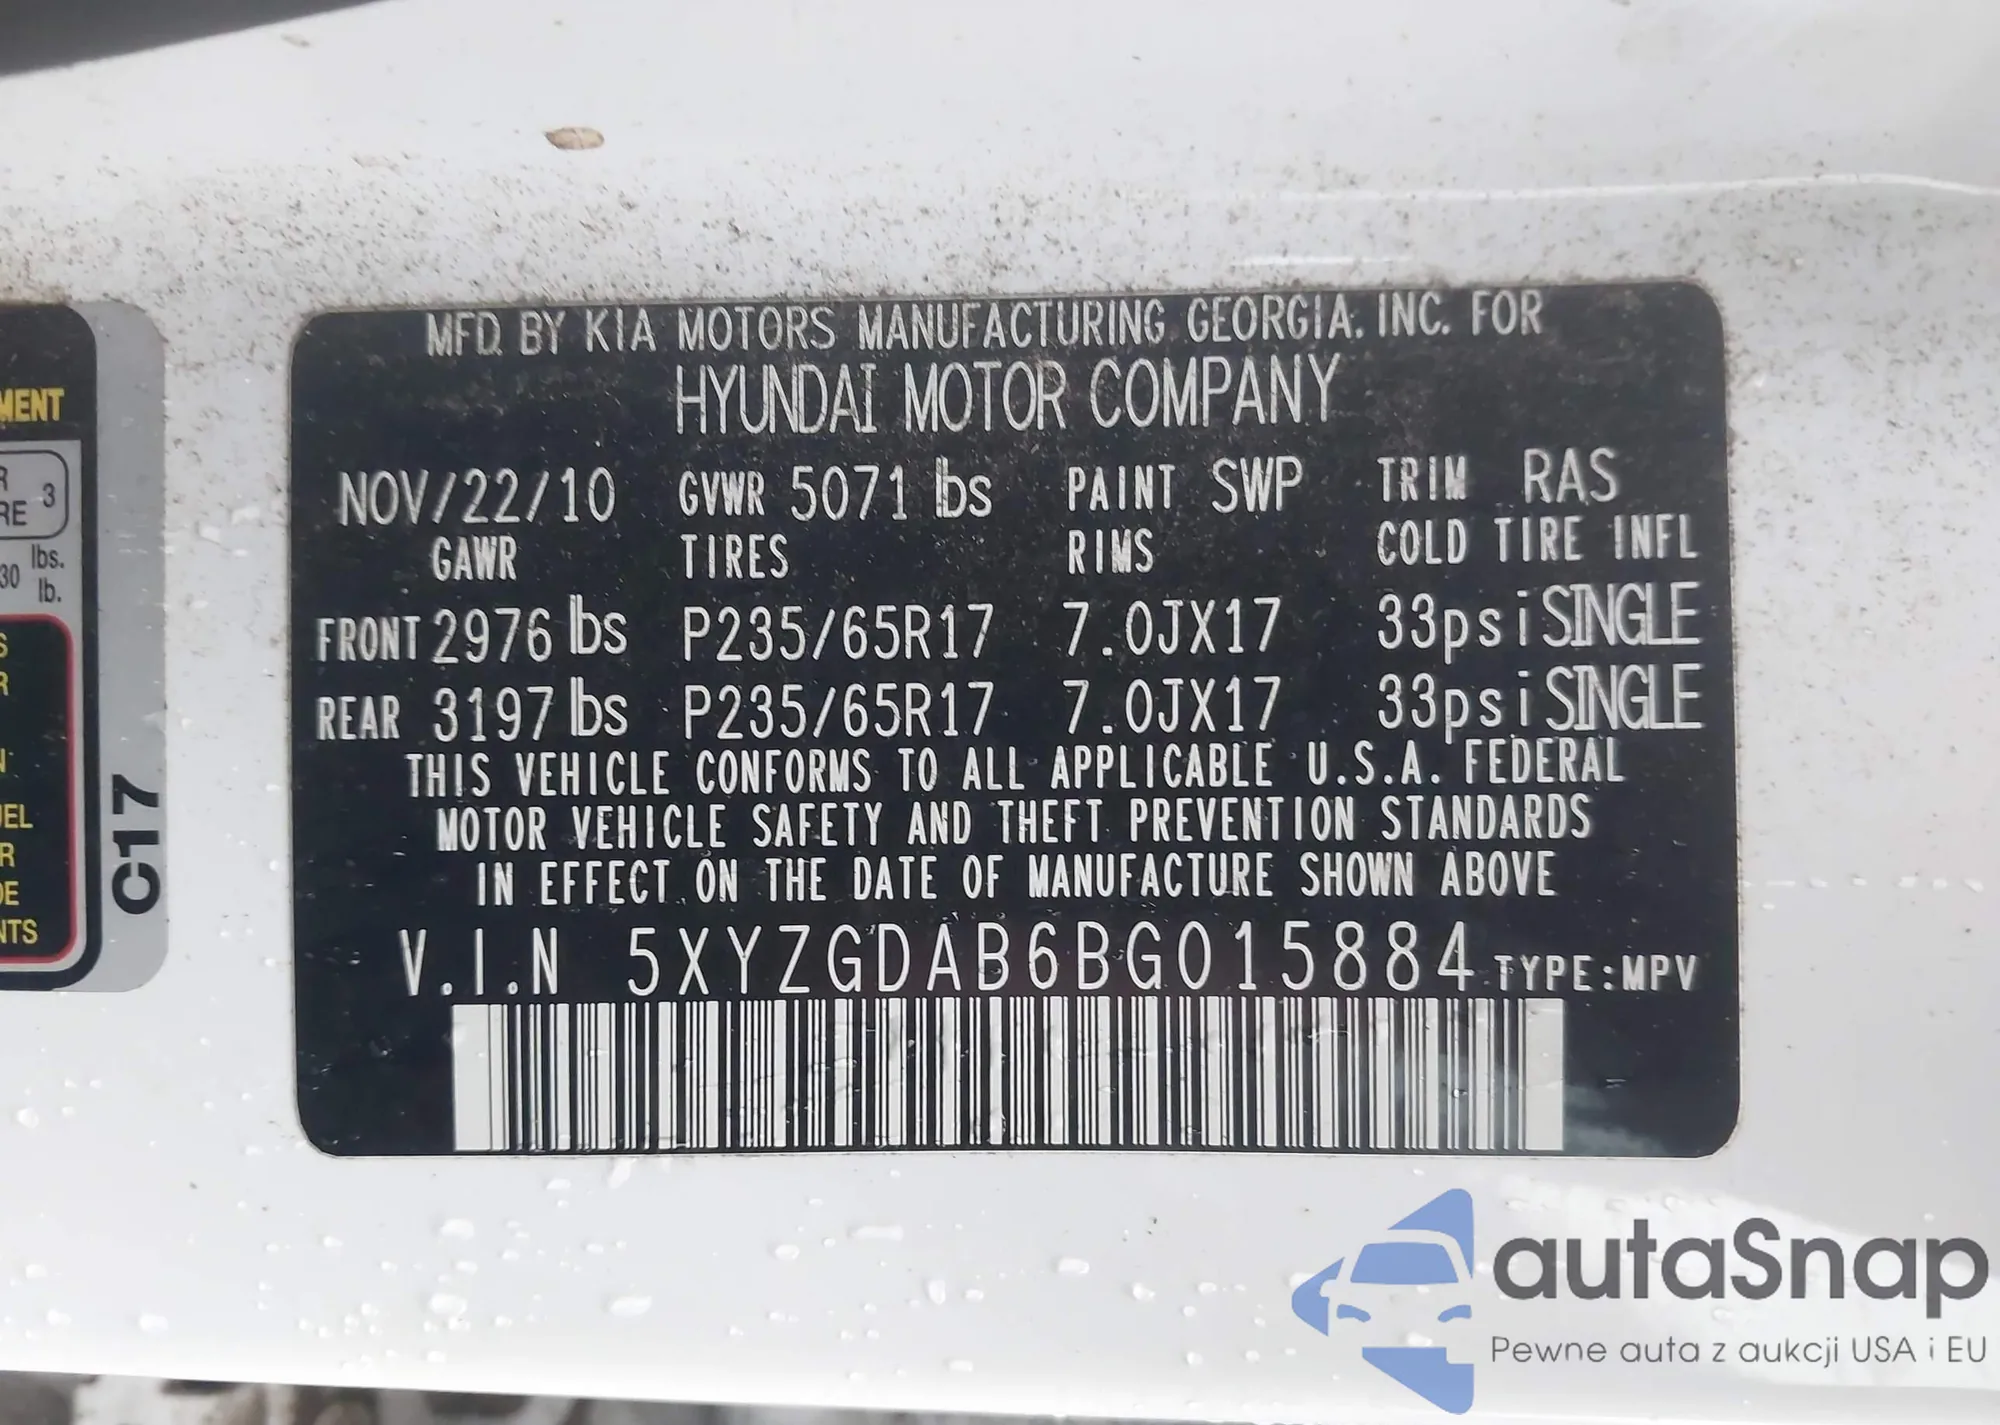 MFD. BY KIA MOTORS MANUFACTURING GEORGIA. INC. FOR
HYUNDAI MOTOR COMPANY
NOV/22/10 GVWR 5071 lbs PAINT SWP TRIM RAS
GAWR TIRES RIMS COLD TIRE INFL
FRONT 2976 lbs P235/65R17 7.0JX17 33psi SINGLE
REAR 3197 lbs P235/65R17 7.0JX17 33psi SINGLE
THIS VEHICLE CONFORMS TO ALL APPLICABLE U.S.A. FEDERAL
MOTOR VEHICLE SAFETY AND THEFT PREVENTION STANDARDS
IN EFFECT ON THE DATE OF MANUFACTURE SHOWN ABOVE
V.I.N 5XYZGDAB6BG015884 TYPE:MPV
C17
3
lbs.
lb.
autaSnap
Pewne auta z aukcji USA i EU